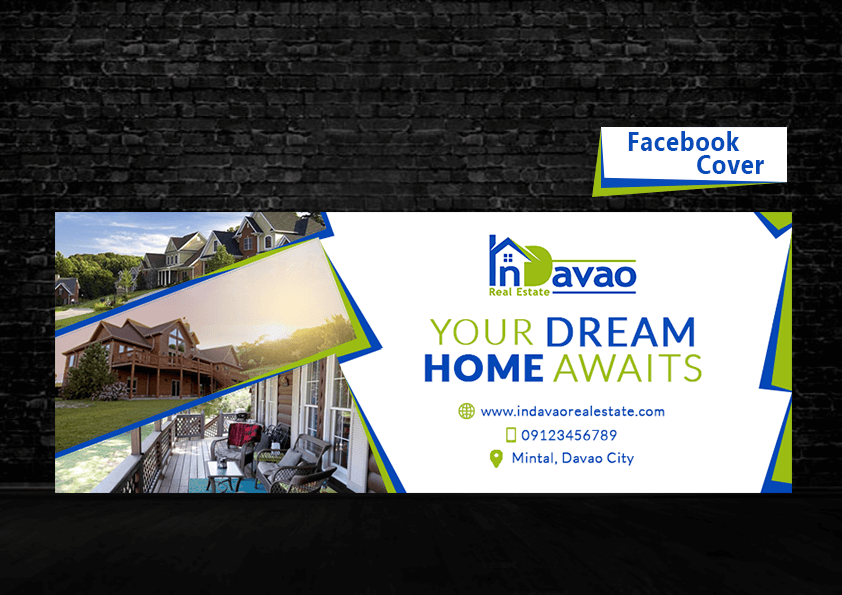 Facebook
Cover
InDavao
Real Estate
YOUR DREAM
HOME AWAITS
www.indavaorealestate.com
09123456789
Mintal, Davao City